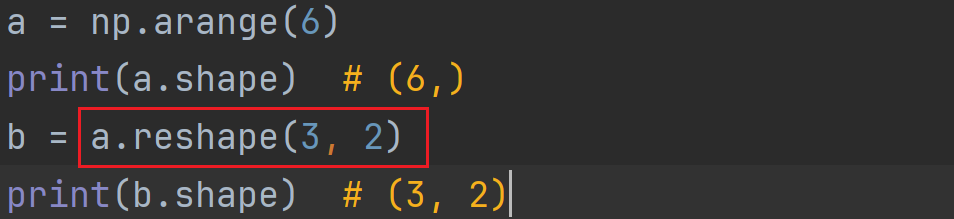 a = np.arange(6)
print(a.shape)  # (6,)
b = a.reshape(3, 2)
print(b.shape)  # (3, 2)